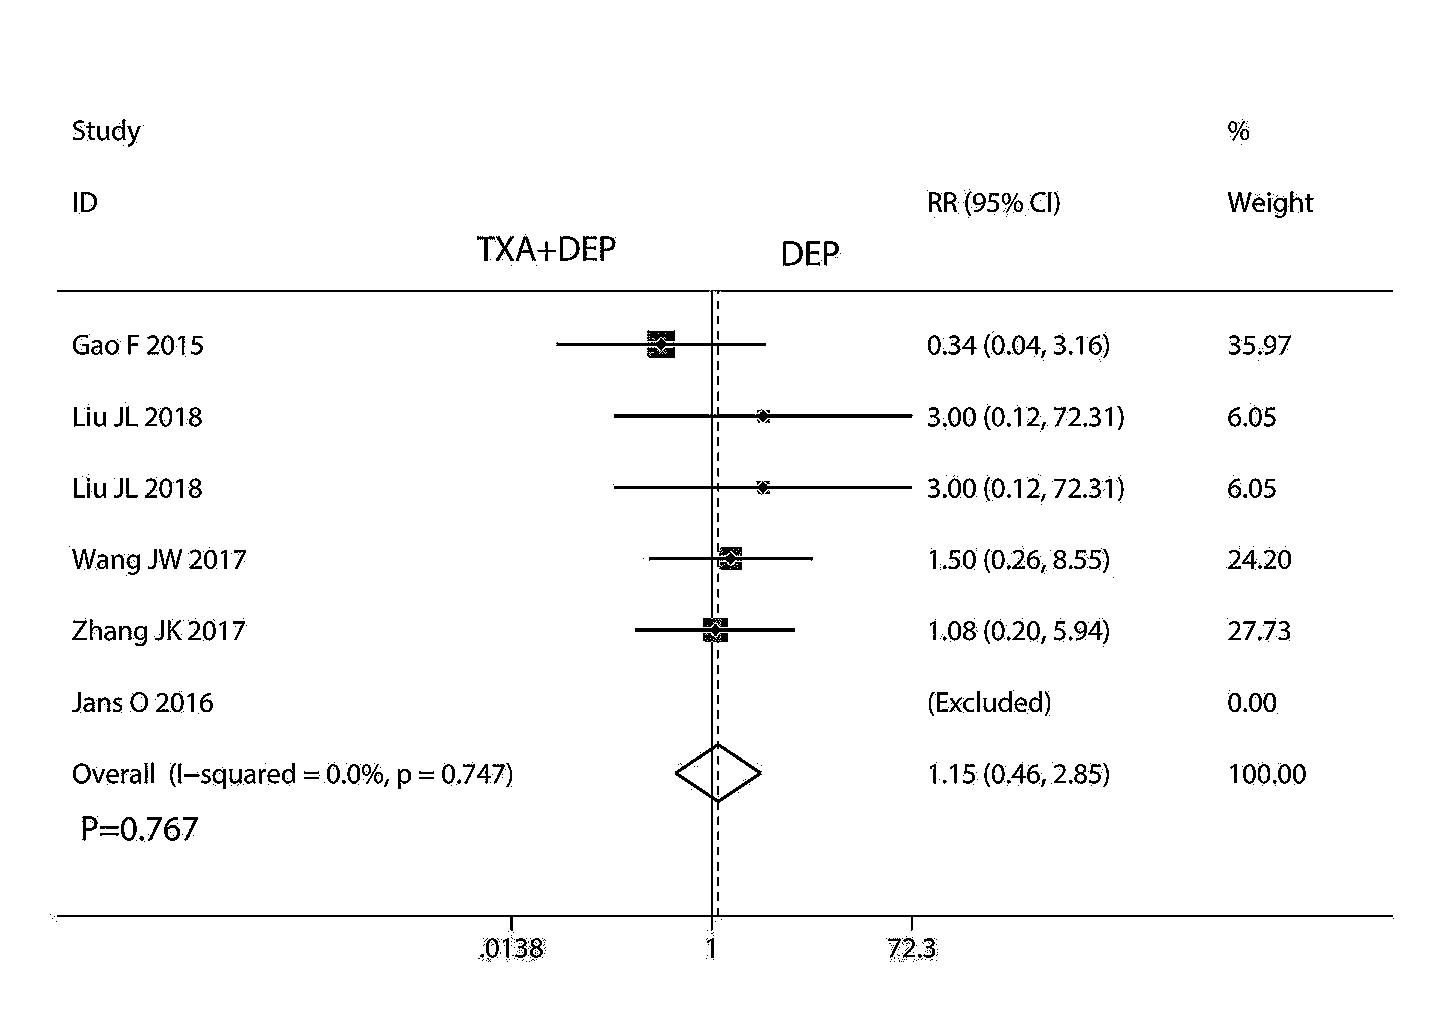 Study %
ID RR (95% CI) Weight
TXA+DEP DEP
Gao F 2015 0.34 (0.04, 3.16) 35.97
Liu JL 2018 3.00 (0.12, 72.31) 6.05
Liu JL 2018 3.00 (0.12, 72.31) 6.05
Wang JW 2017 1.50 (0.26, 8.55) 24.20
Zhang JK 2017 1.08 (0.20, 5.94) 27.73
Jans O 2016 (Excluded) 0.00
Overall (I−squared = 0.0%, p = 0.747) 1.15 (0.46, 2.85) 100.00
P=0.767
.0138 1 72.3